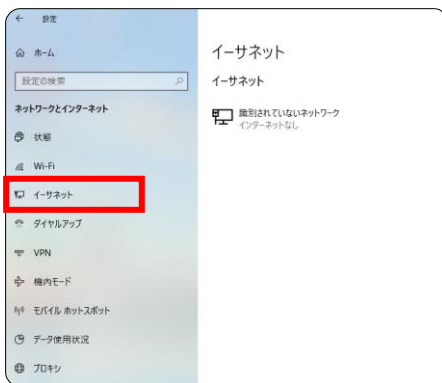 設定
ホーム
設定の検索
ネットワークとインターネット
状態
Wi-Fi
イーサネット
ダイヤルアップ
VPN
機内モード
モバイル ホットスポット
データ使用状況
プロキシ
イーサネット
イーサネット
識別されていないネットワーク
インターネットなし